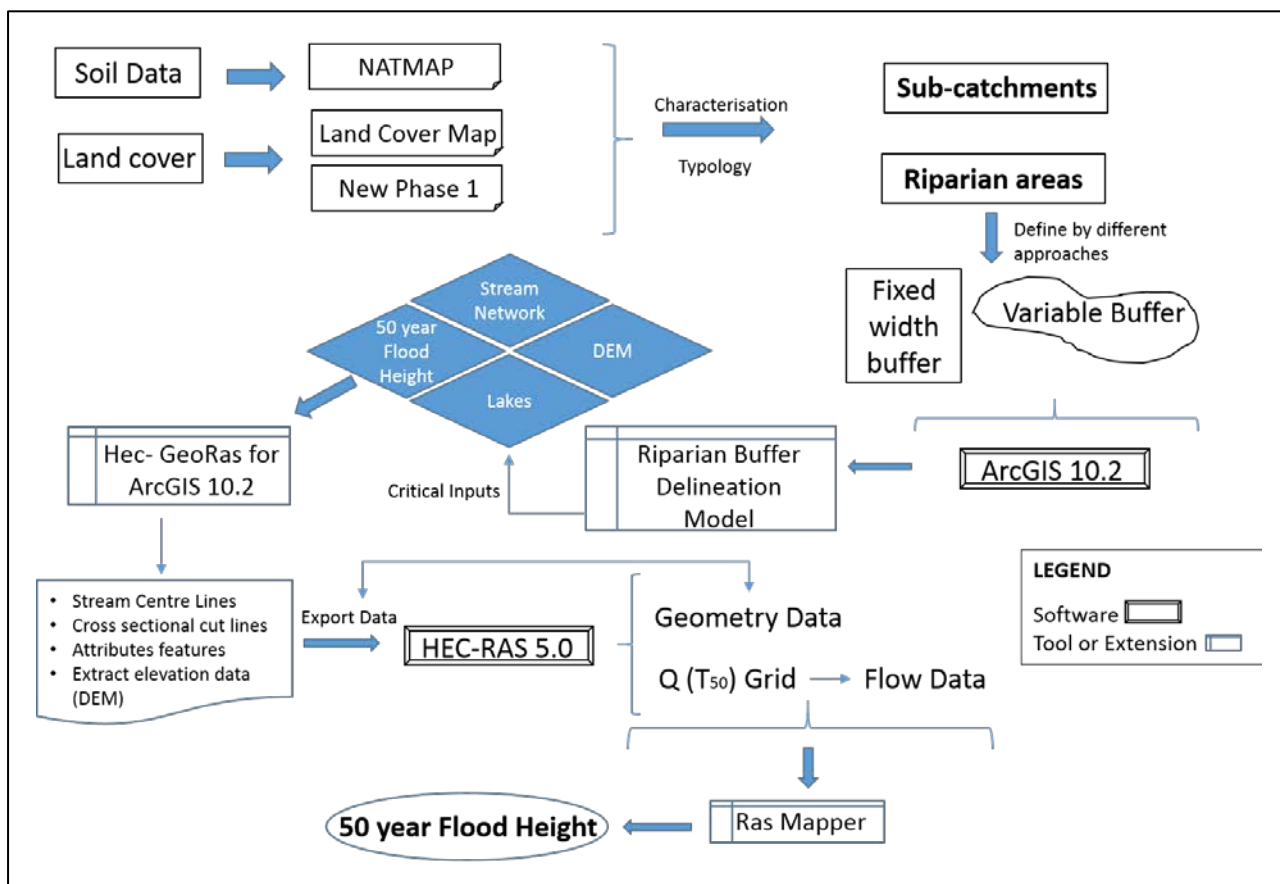 Soil Data
NATMAP
Land cover
Land Cover Map
New Phase 1
Characterisation
Typology
Sub-catchments
Riparian areas
Define by different
approaches
Fixed
width
buffer
Variable Buffer
Stream
Network
50 year
Flood
Height
DEM
Lakes
Hec- GeoRas for
ArcGIS 10.2
Critical Inputs
Riparian Buffer
Delineation
Model
ArcGIS 10.2
• Stream Centre Lines
• Cross sectional cut lines
• Attributes features
• Extract elevation data
(DEM)
Export Data
HEC-RAS 5.0
Geometry Data
Q (T50) Grid
Flow Data
LEGEND
Software
Tool or Extension
50 year Flood Height
Ras Mapper